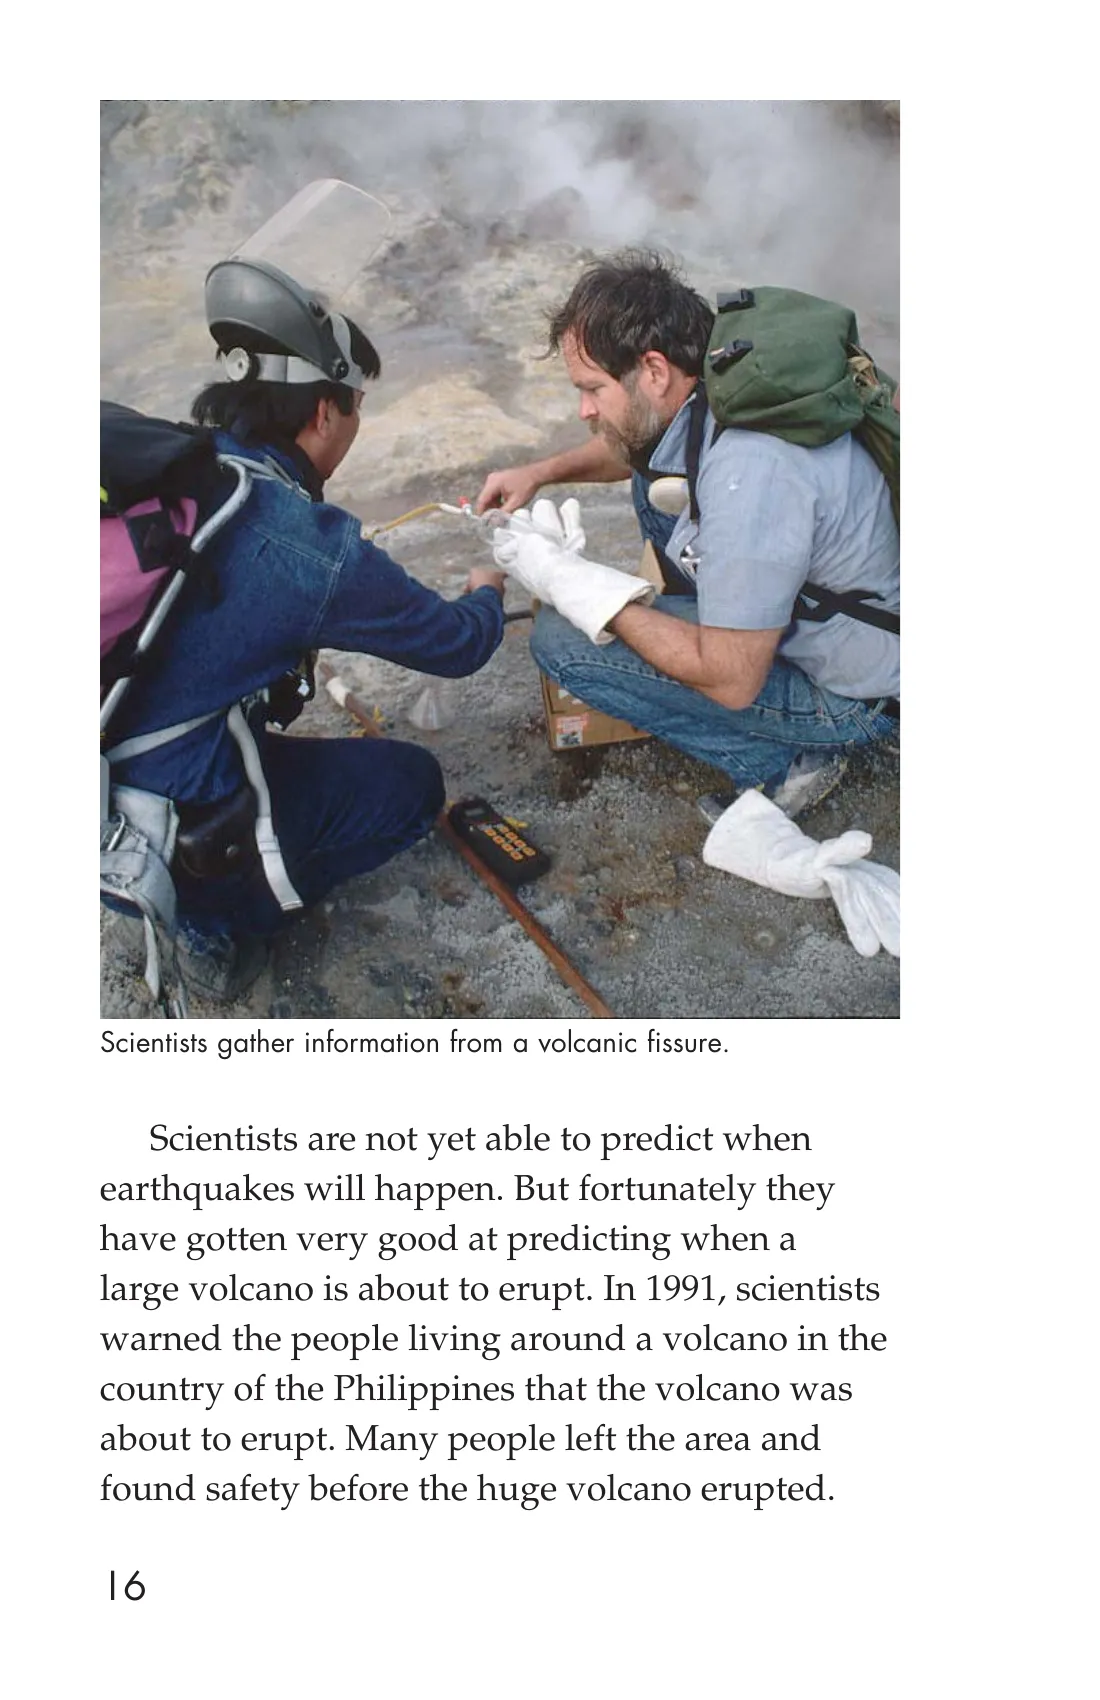 Scientists gather information from a volcanic fissure.
Scientists are not yet able to predict when
earthquakes will happen. But fortunately they
have gotten very good at predicting when a
large volcano is about to erupt. In 1991, scientists
warned the people living around a volcano in the
country of the Philippines that the volcano was
about to erupt. Many people left the area and
found safety before the huge volcano erupted.
16